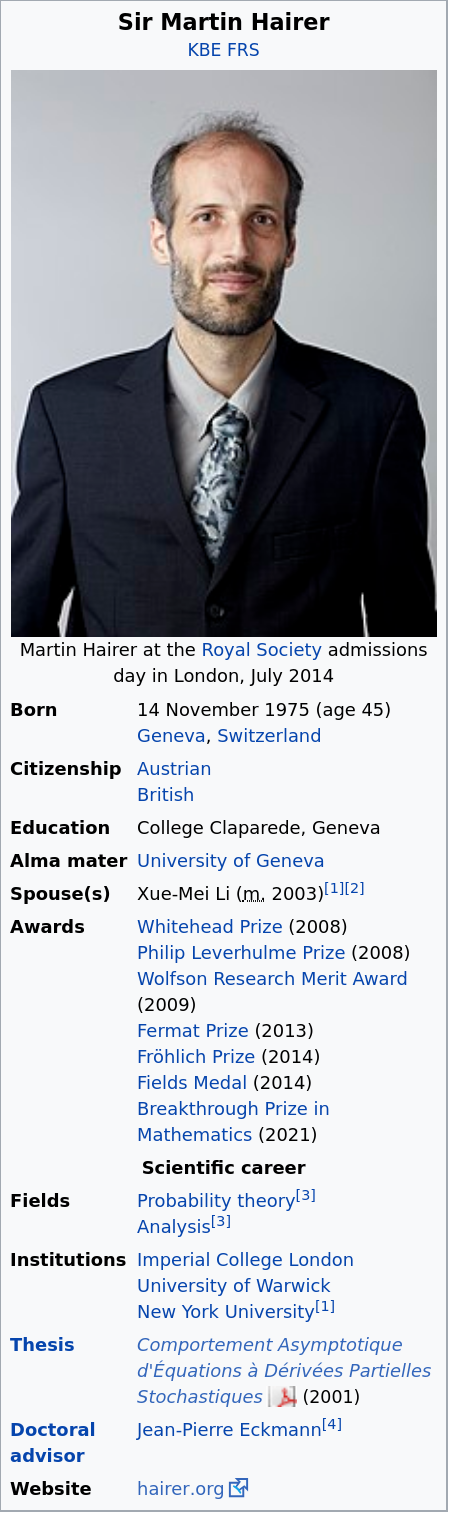 Sir Martin Hairer
KBE FRS
Martin Hairer at the Royal Society admissions
day in London, July 2014
Born 14 November 1975 (age 45)
Geneva, Switzerland
Citizenship Austrian
British
Education College Claparede, Geneva
Alma mater University of Geneva
Spouse(s) Xue-Mei Li (m. 2003)[1][2]
Awards Whitehead Prize (2008)
Philip Leverhulme Prize (2008)
Wolfson Research Merit Award
(2009)
Fermat Prize (2013)
Fröhlich Prize (2014)
Fields Medal (2014)
Breakthrough Prize in
Mathematics (2021)
Scientific career
Fields Probability theory[3]
Analysis[3]
Institutions Imperial College London
University of Warwick
New York University[1]
Thesis Comportement Asymptotique
d'Équations à Dérivées Partielles
Stochastiques (2001)
Doctoral Jean-Pierre Eckmann[4]
advisor
Website hairer.org